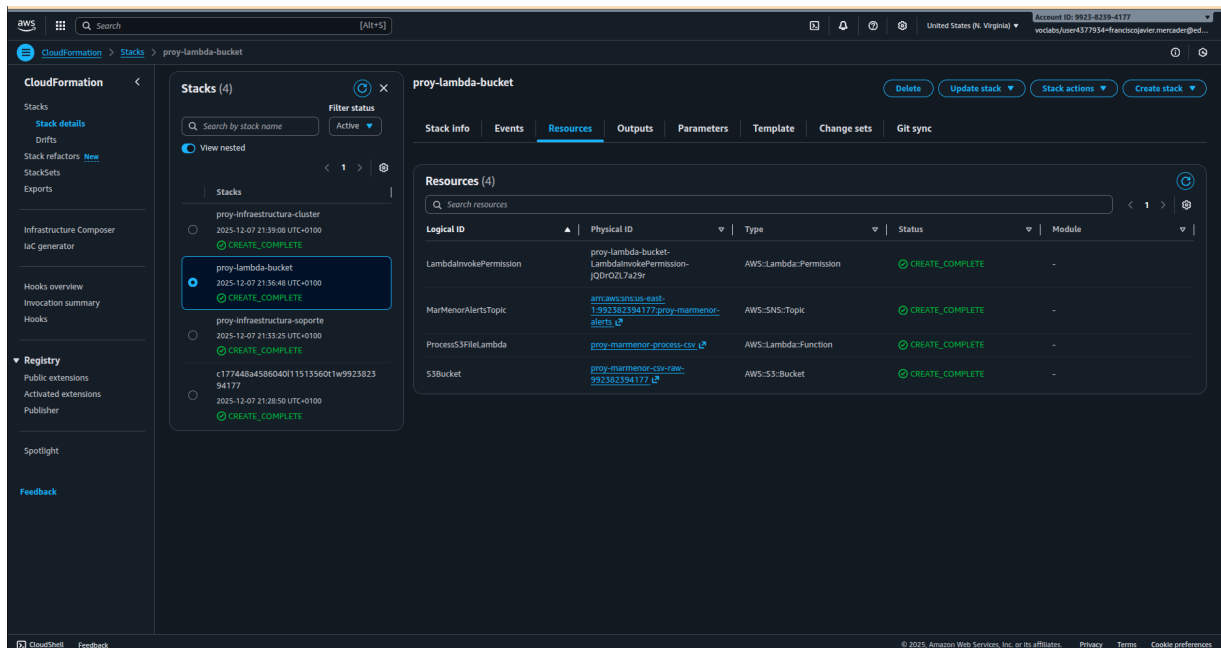 aws
Search
[Alt+S]
United States (N. Virginia)
Account ID: 9923-8239-4177
voclabs/user4377934=franciscojavier.mercader@ed...
CloudFormation > Stacks > proy-lambda-bucket
CloudFormation
Stacks
Stack details
Drifts
Stack refactors New
StackSets
Exports
Infrastructure Composer
IaC generator
Hooks overview
Invocation summary
Hooks
Registry
Public extensions
Activated extensions
Publisher
Spotlight
Feedback
Stacks (4)
Filter status
Search by stack name
Active
View nested
1
Stacks
proy-infraestructura-cluster
2025-12-07 21:39:08 UTC+0100
CREATE_COMPLETE
proy-lambda-bucket
2025-12-07 21:36:48 UTC+0100
CREATE_COMPLETE
proy-infraestructura-soporte
2025-12-07 21:33:25 UTC+0100
CREATE_COMPLETE
c177448a4586040l11513560t1w9923823
94177
2025-12-07 21:28:50 UTC+0100
CREATE_COMPLETE
proy-lambda-bucket
Delete
Update stack
Stack actions
Create stack
Stack info
Events
Resources
Outputs
Parameters
Template
Change sets
Git sync
Resources (4)
Search resources
1
Logical ID
Physical ID
Type
Status
Module
LambdaInvokePermission
proy-lambda-bucket-
LambdaInvokePermission-
jQDrOZL7a29r
AWS::Lambda::Permission
CREATE_COMPLETE
-
MarMenorAlertsTopic
arn:aws:sns:us-east-
1:992382394177:proy-marmenor-
alerts
AWS::SNS::Topic
CREATE_COMPLETE
-
ProcessS3FileLambda
proy-marmenor-process-csv
AWS::Lambda::Function
CREATE_COMPLETE
-
S3Bucket
proy-marmenor-csv-raw-
992382394177
AWS::S3::Bucket
CREATE_COMPLETE
-
CloudShell
Feedback
© 2025, Amazon Web Services, Inc. or its affiliates.
Privacy
Terms
Cookie preferences